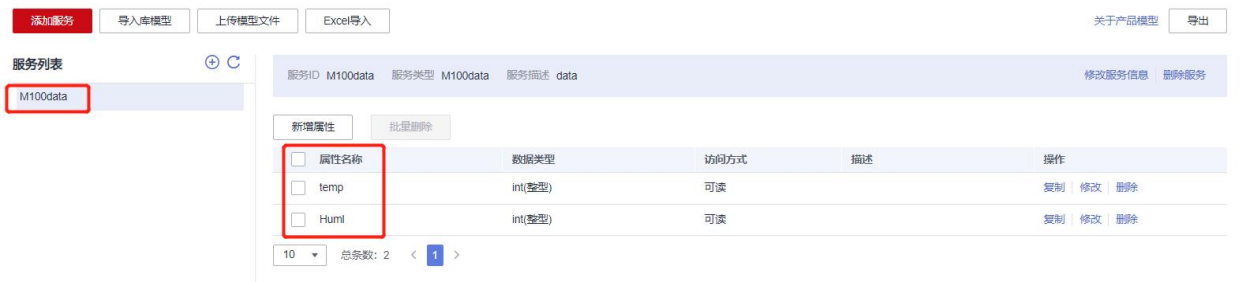 添加服务 导入库模型 上传模型文件 Excel导入 关于产品模型 导出
服务列表
M100data
服务ID M100data 服务类型 M100data 服务描述 data 修改服务信息 删除服务
新增属性 批量删除
属性名称 数据类型 访问方式 描述 操作
temp int(整型) 可读 复制 修改 删除
Huml int(整型) 可读 复制 修改 删除
10 总条数: 2 < 1 >